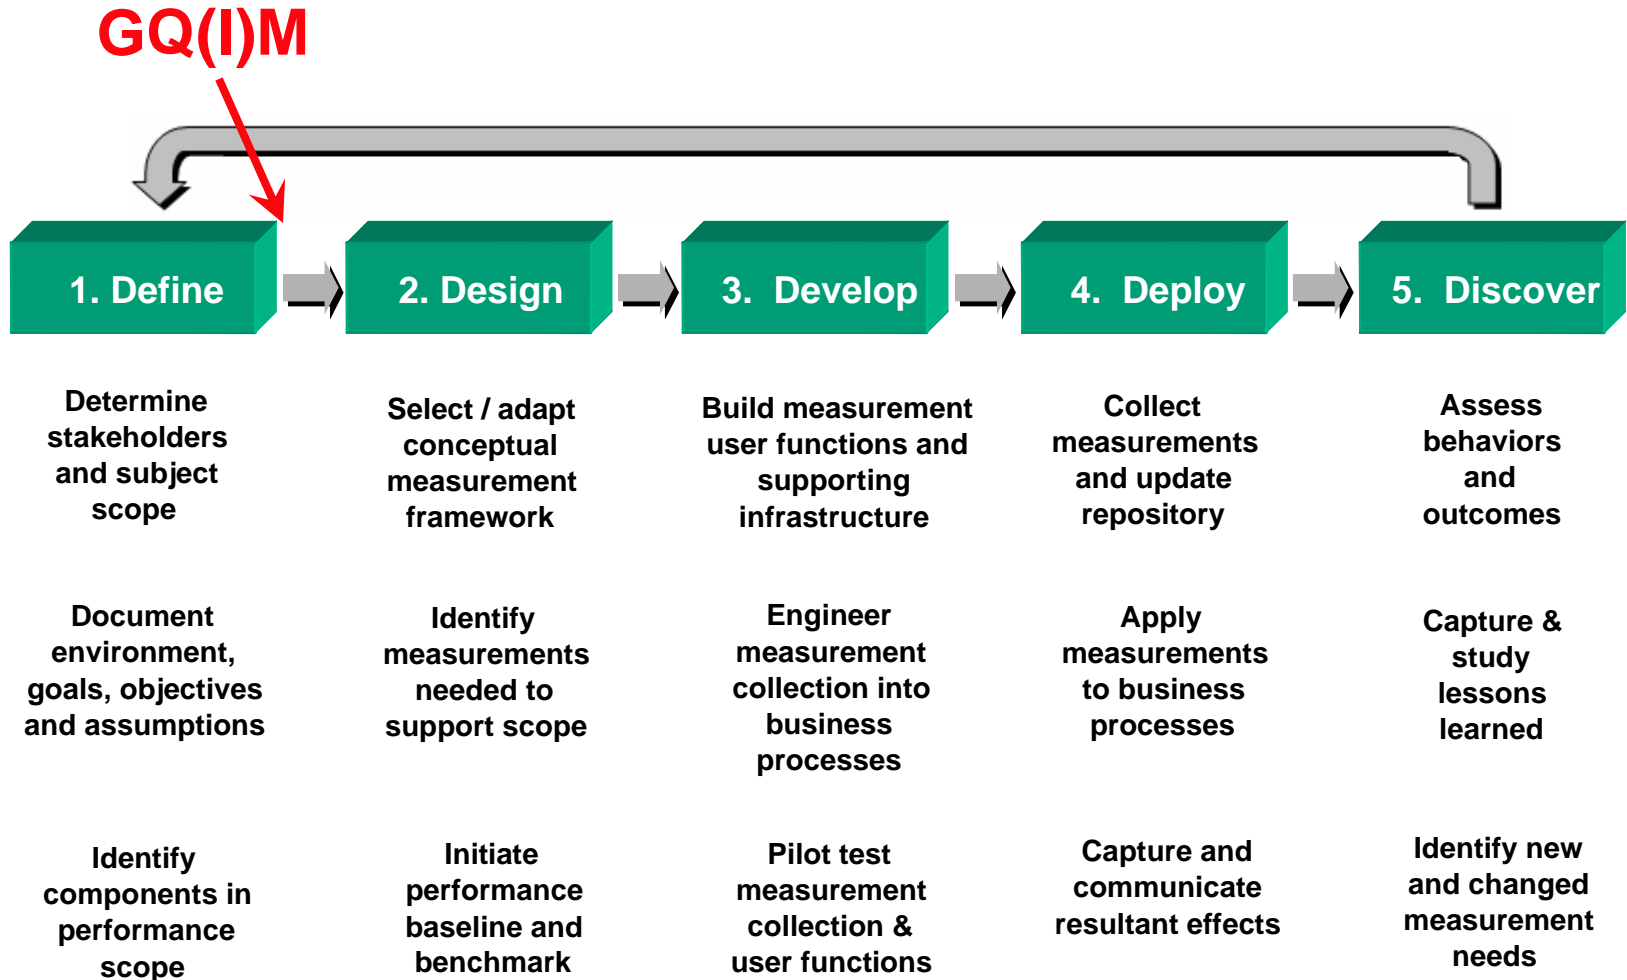 GQ(I)M
1. Define
2. Design
3. Develop
4. Deploy
5. Discover
Determine
stakeholders
and subject
scope
Select / adapt
conceptual
measurement
framework
Build measurement
user functions and
supporting
infrastructure
Collect
measurements
and update
repository
Assess
behaviors
and
outcomes
Document
environment,
goals, objectives
and assumptions
Identify
measurements
needed to
support scope
Engineer
measurement
collection into
business
processes
Apply
measurements
to business
processes
Capture &
study
lessons
learned
Identify
components in
performance
scope
Initiate
performance
baseline and
benchmark
Pilot test
measurement
collection &
user functions
Capture and
communicate
resultant effects
Identify new
and changed
measurement
needs